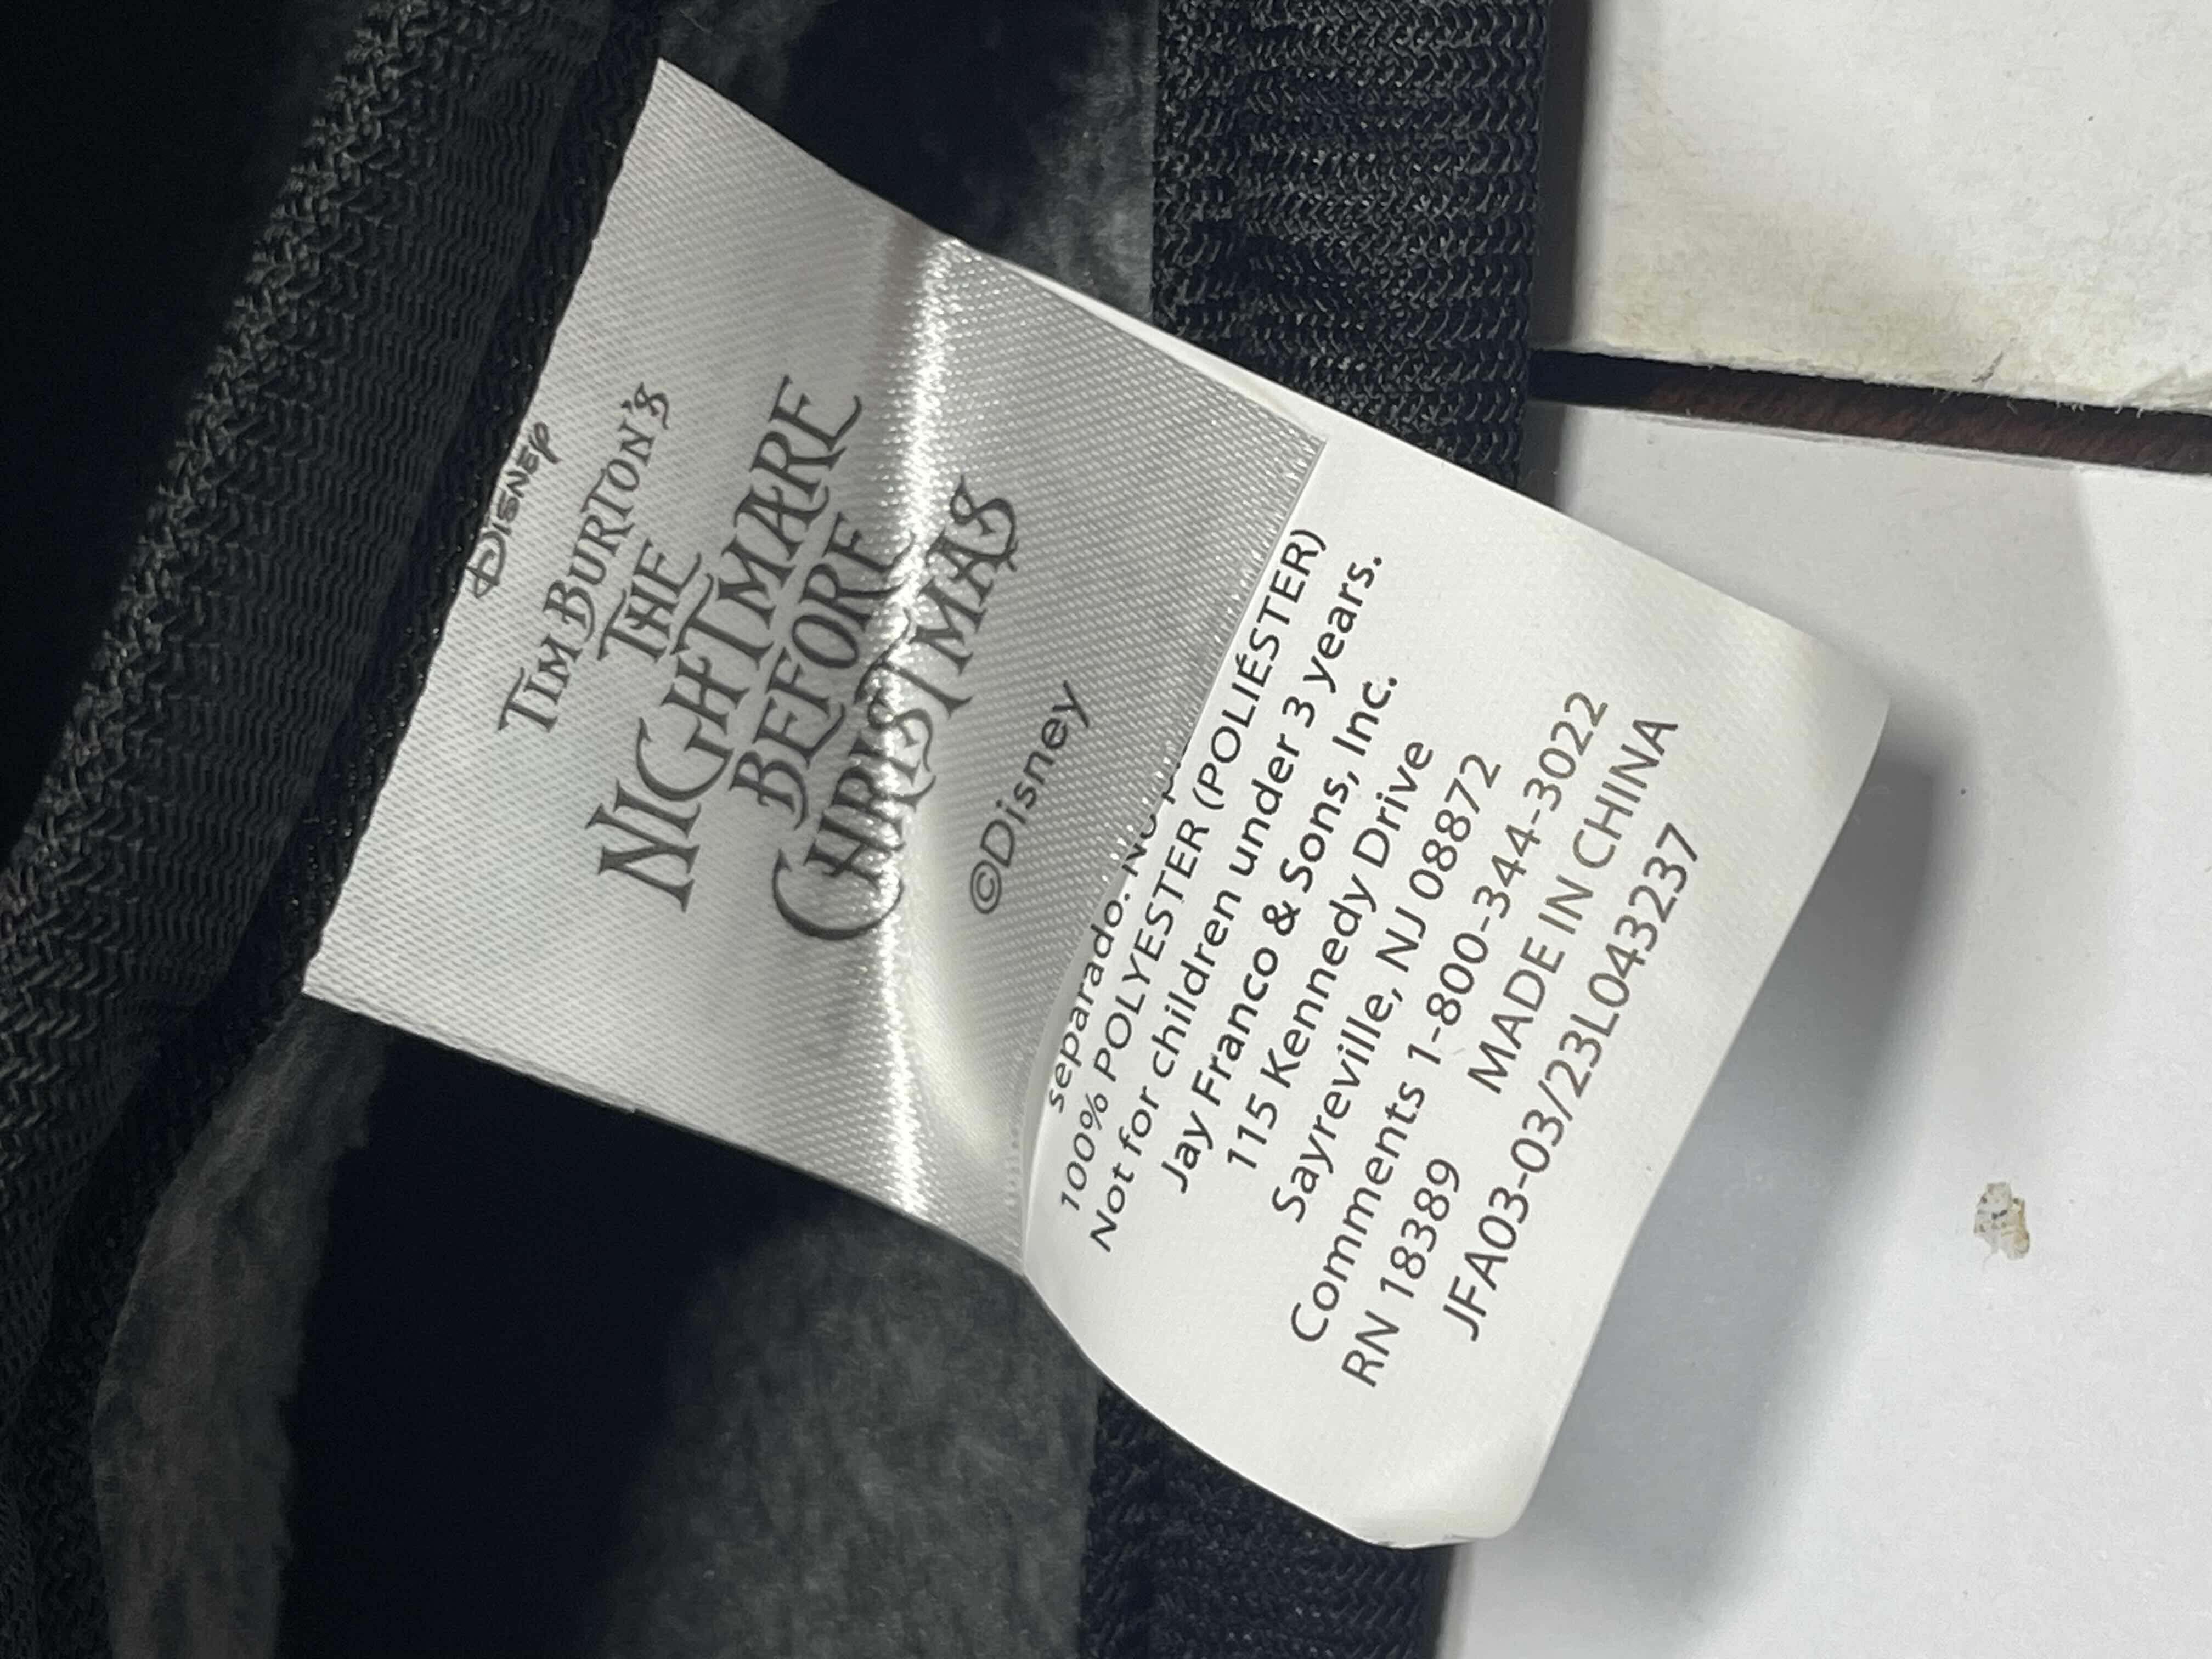 Disney
TIM BURTON'S
THE
NIGHTMARE
BEFORE
CHRISTMAS
©Disney
separado. No
100% POLYESTER (POLIÉSTER)
Not for children under 3 years.
Jay Franco & Sons, Inc.
115 Kennedy Drive
Sayreville, NJ 08872
Comments 1-800-344-3022
RN 18389 MADE IN CHINA
JFA03-03/23L043237